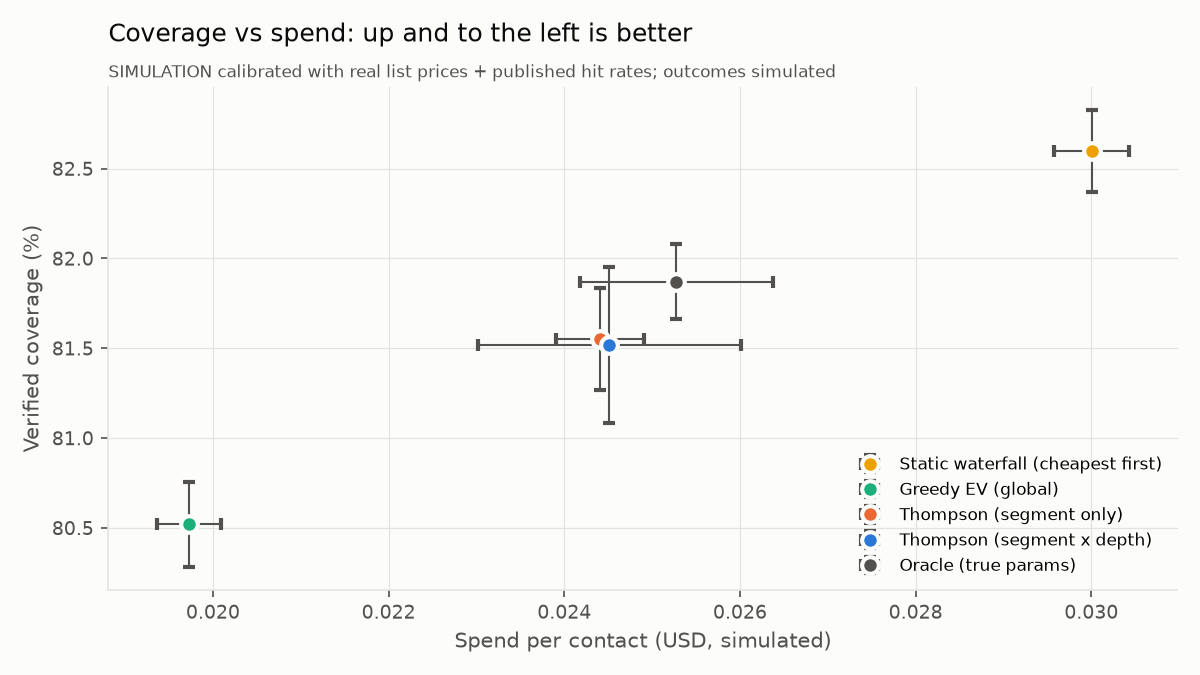 Coverage vs spend: up and to the left is better
SIMULATION calibrated with real list prices + published hit rates; outcomes simulated
82.5
82.0
81.5
81.0
80.5
Verified coverage (%)
Static waterfall (cheapest first)
Greedy EV (global)
Thompson (segment only)
Thompson (segment x depth)
Oracle (true params)
0.020
0.022
0.024
0.026
0.028
0.030
Spend per contact (USD, simulated)